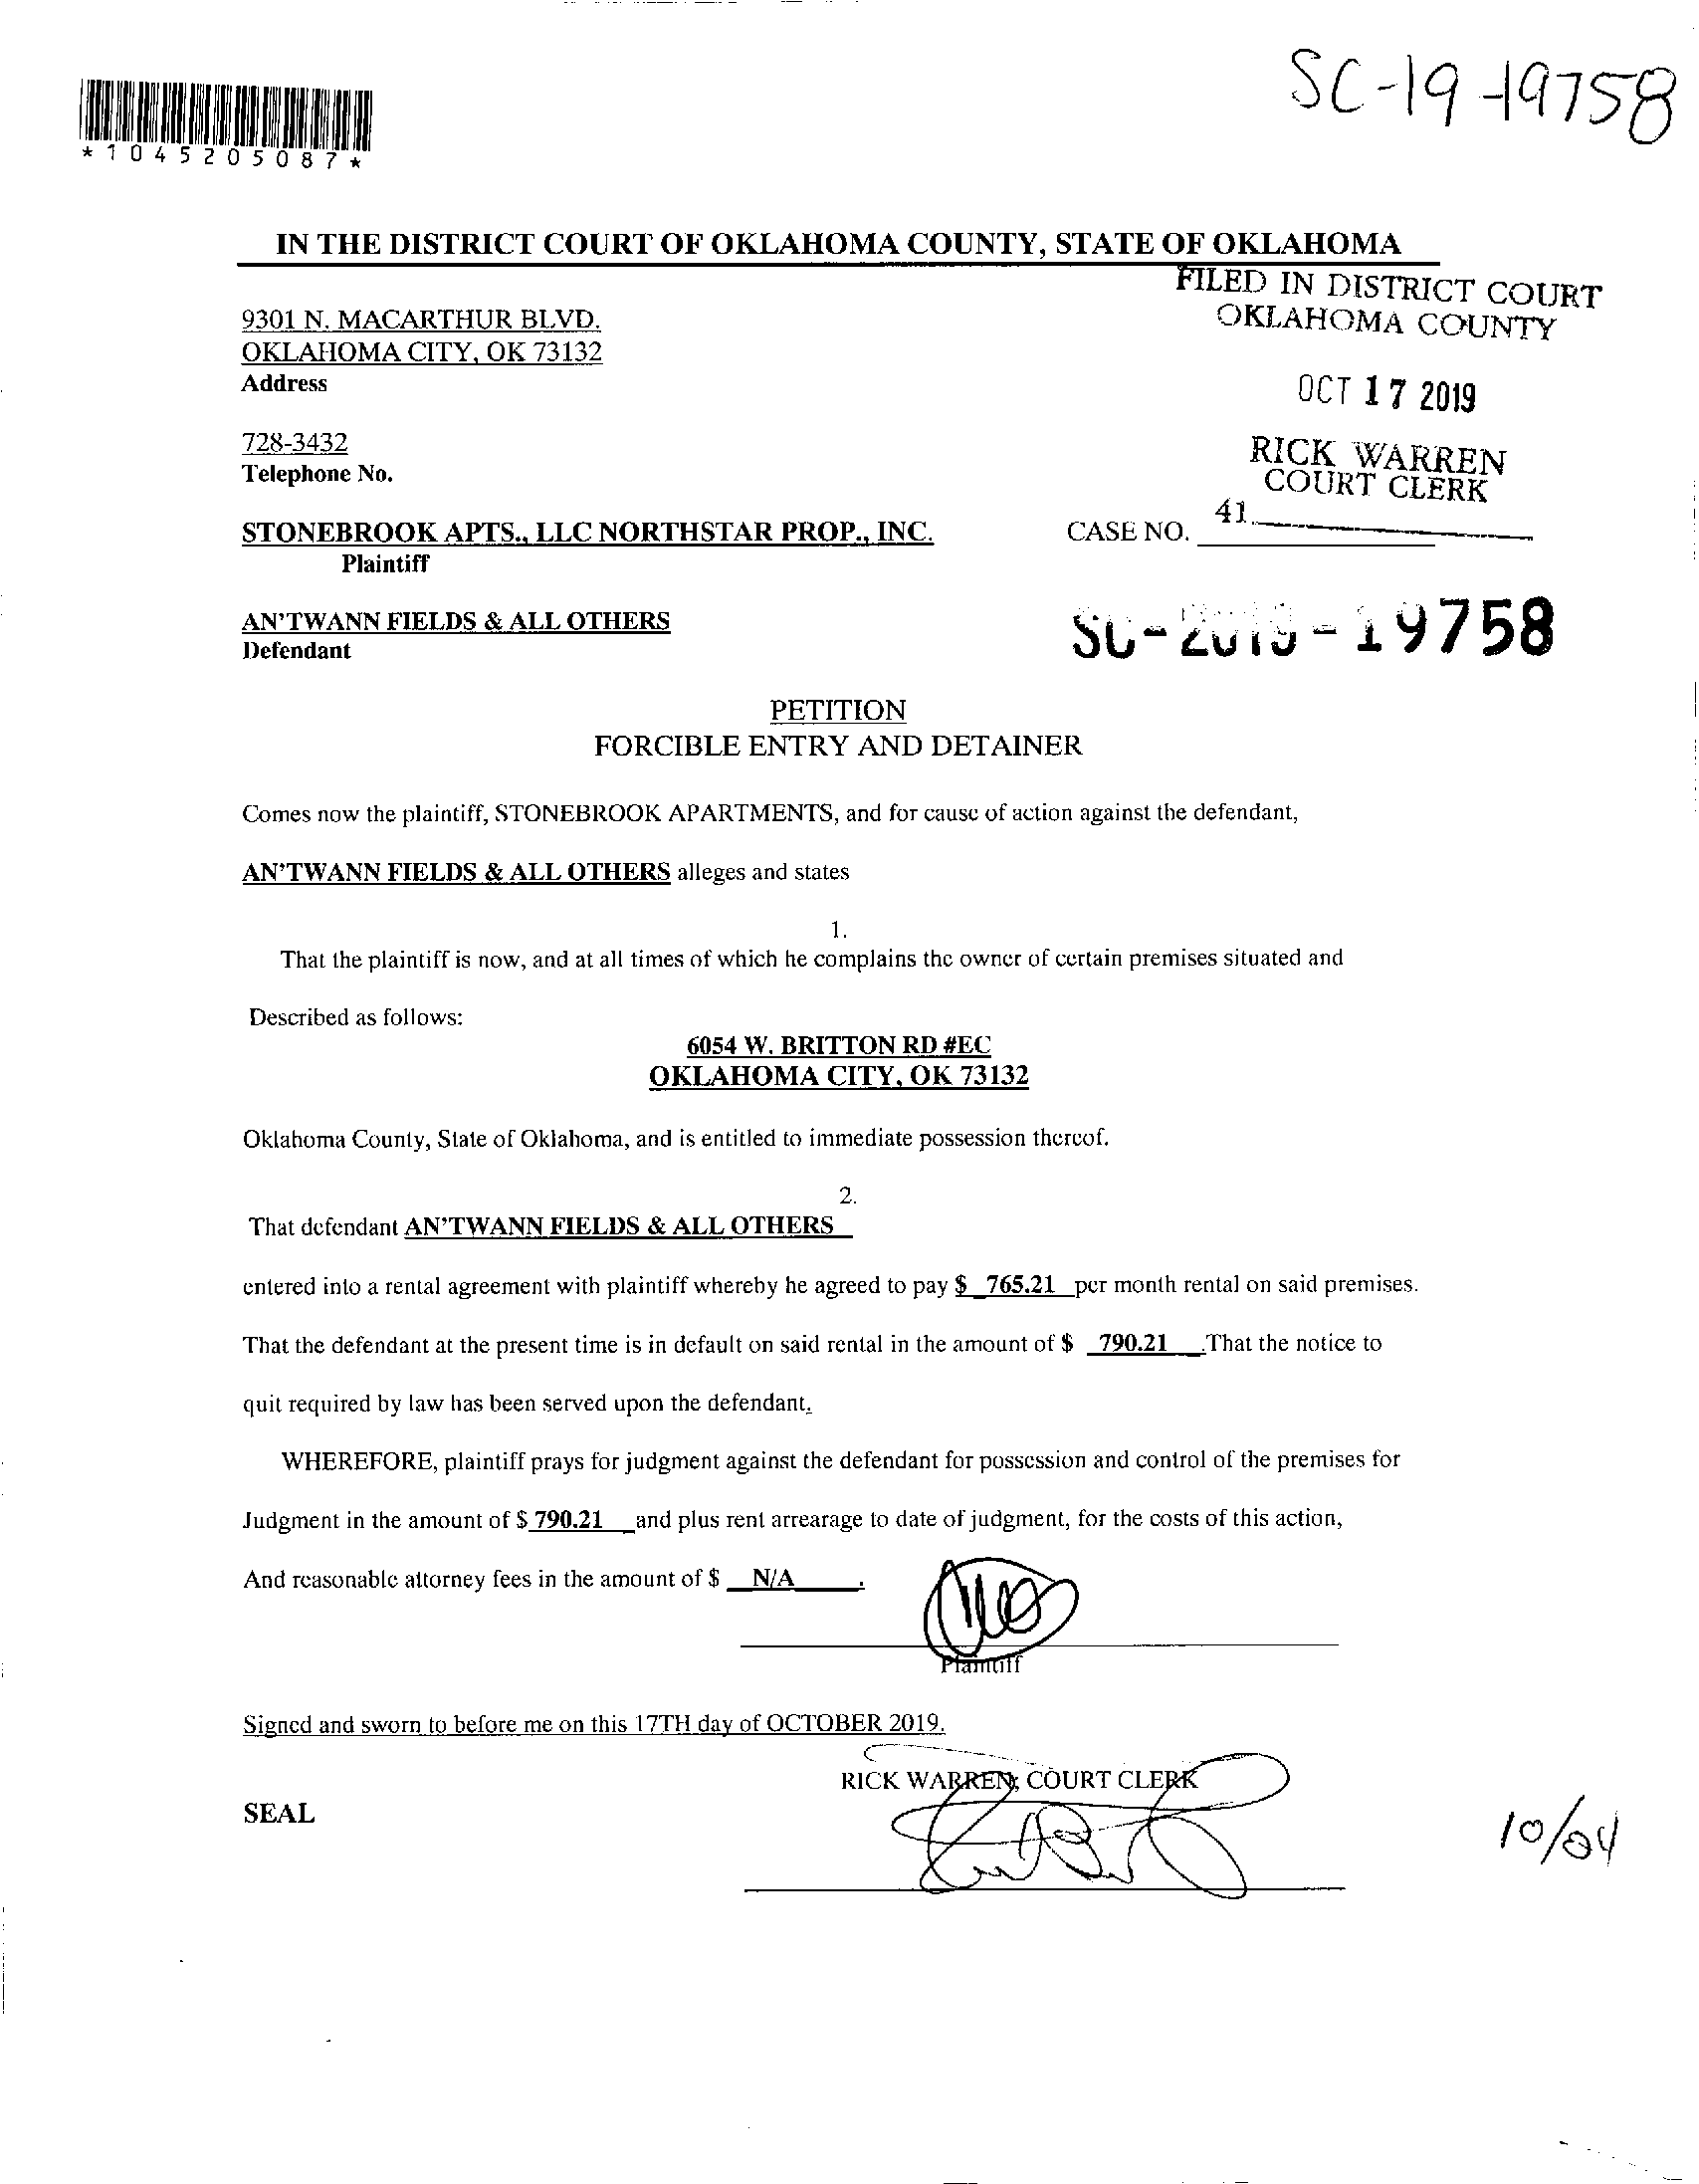 SC-19-19758
*1045205087*
IN THE DISTRICT COURT OF OKLAHOMA COUNTY, STATE OF OKLAHOMA
FILED IN DISTRICT COURT
OKLAHOMA COUNTY
9301 N. MACARTHUR BLVD.
OKLAHOMA CITY, OK 73132
Address
OCT 17 2019
728-3432
Telephone No.
RICK WARREN
COURT CLERK
41
STONEBROOK APTS., LLC NORTHSTAR PROP., INC.
CASE NO.
Plaintiff
AN'TWANN FIELDS & ALL OTHERS
Defendant
SC-2019-19758
PETITION
FORCIBLE ENTRY AND DETAINER
Comes now the plaintiff, STONEBROOK APARTMENTS, and for cause of action against the defendant,
AN'TWANN FIELDS & ALL OTHERS alleges and states
1.
That the plaintiff is now, and at all times of which he complains the owner of certain premises situated and
Described as follows:
6054 W. BRITTON RD #EC
OKLAHOMA CITY, OK 73132
Oklahoma County, State of Oklahoma, and is entitled to immediate possession thereof.
2.
That defendant AN'TWANN FIELDS & ALL OTHERS
entered into a rental agreement with plaintiff whereby he agreed to pay $ 765.21 per month rental on said premises.
That the defendant at the present time is in default on said rental in the amount of $ 790.21 .That the notice to
quit required by law has been served upon the defendant.
WHEREFORE, plaintiff prays for judgment against the defendant for possession and control of the premises for
Judgment in the amount of $ 790.21 and plus rent arrearage to date of judgment, for the costs of this action,
And reasonable attorney fees in the amount of $ N/A .
Plaintiff
Signed and sworn to before me on this 17TH day of OCTOBER 2019.
RICK WARREN, COURT CLERK
SEAL
10/04